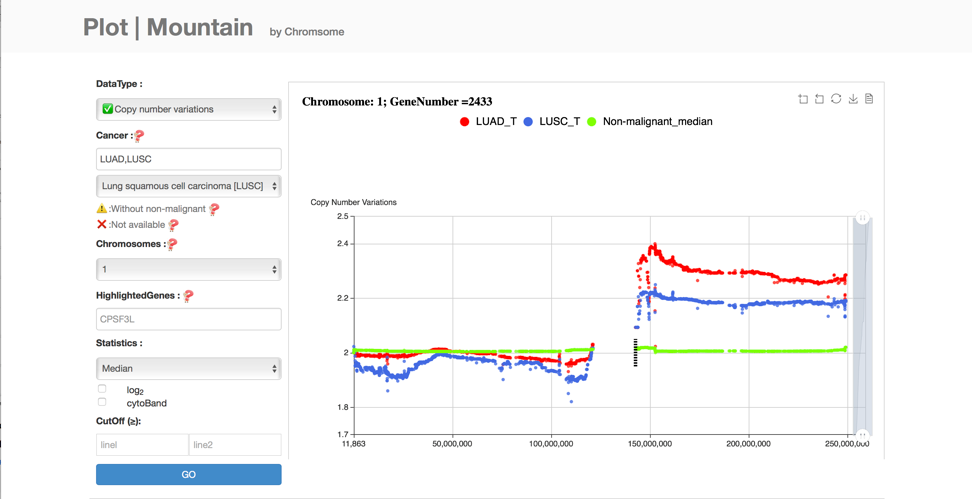 Plot | Mountain by Chromsome
DataType :
✅Copy number variations
Cancer :
LUAD,LUSC
Lung squamous cell carcinoma [LUSC]
⚠️:Without non-malignant
❌:Not available
Chromosomes :
1
HighlightedGenes :
CPSF3L
Statistics :
Median
log2
cytoBand
CutOff (≥):
line1 line2
GO
Chromosome: 1; GeneNumber =2433
LUAD_T LUSC_T Non-malignant_median
Copy Number Variations
2.5
2.4
2.2
2
1.8
1.7
11,863 50,000,000 100,000,000 150,000,000 200,000,000 250,000,000